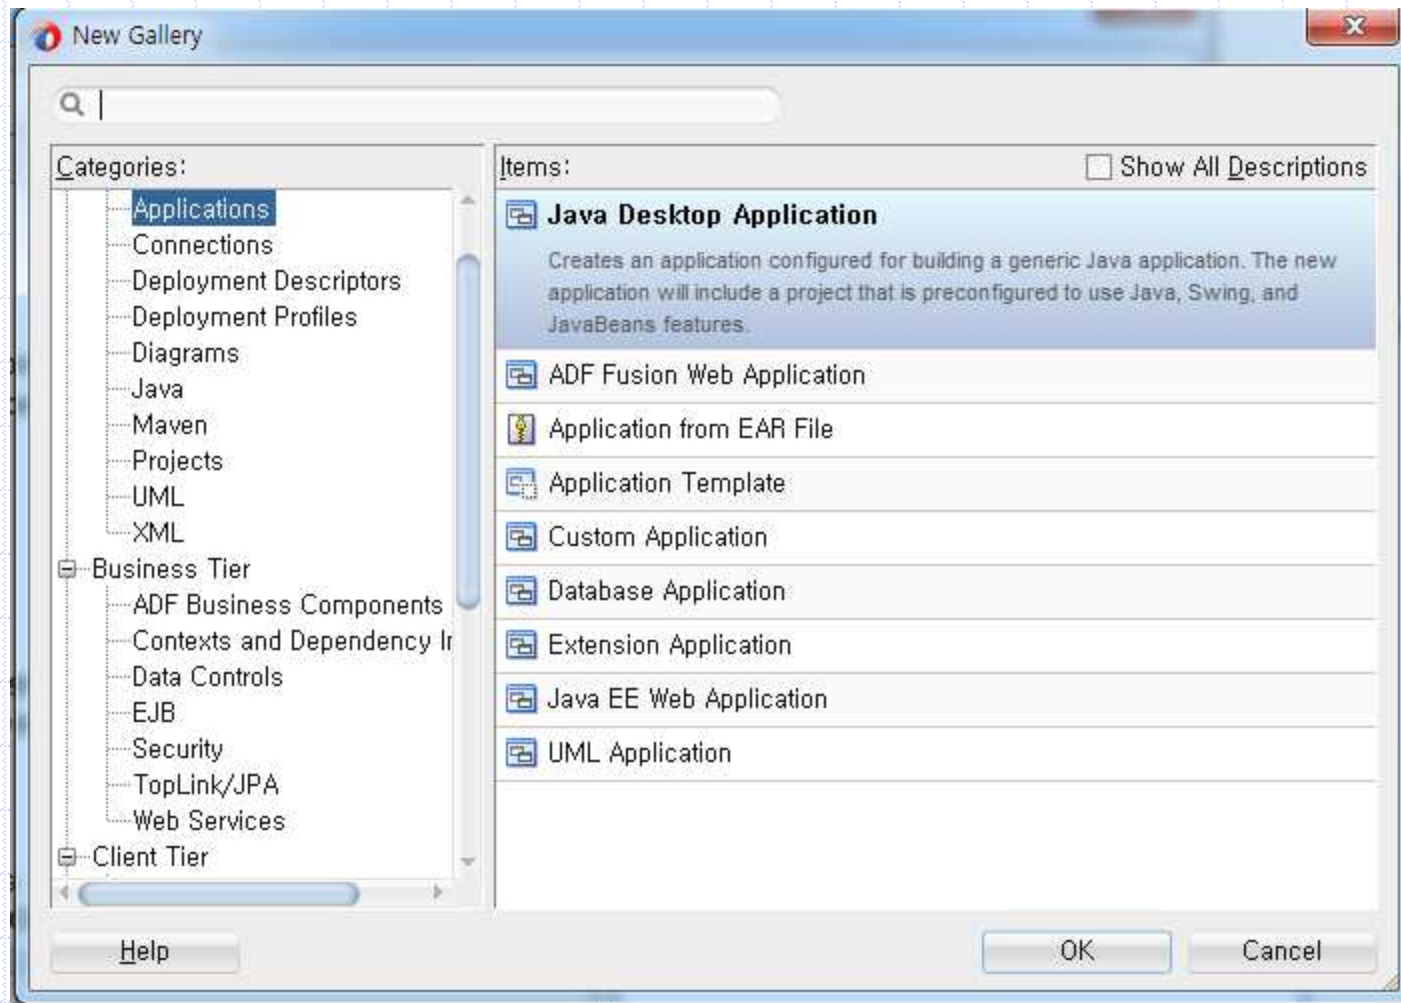 New Gallery
Categories:
Applications
Connections
Deployment Descriptors
Deployment Profiles
Diagrams
Java
Maven
Projects
UML
XML
Business Tier
ADF Business Components
Contexts and Dependency Ir
Data Controls
EJB
Security
TopLink/JPA
Web Services
Client Tier
Items:
Show All Descriptions
Java Desktop Application
Creates an application configured for building a generic Java application. The new
application will include a project that is preconfigured to use Java, Swing, and
JavaBeans features.
ADF Fusion Web Application
Application from EAR File
Application Template
Custom Application
Database Application
Extension Application
Java EE Web Application
UML Application
Help
OK
Cancel